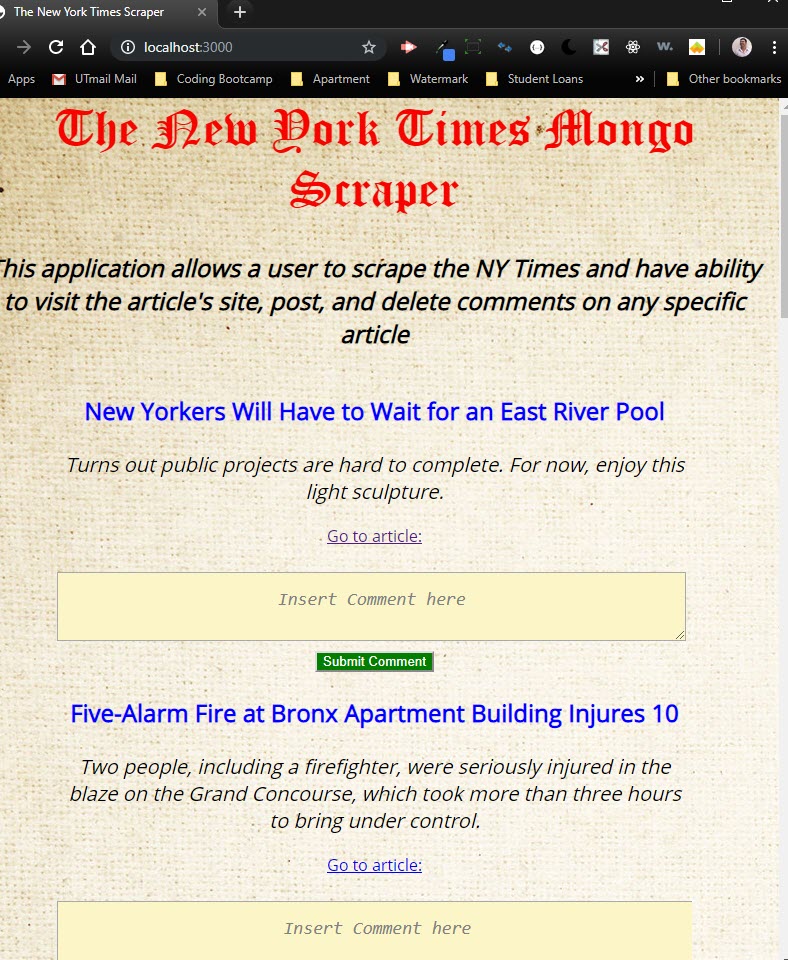 The New York Times Scraper
localhost:3000
Apps UTmail Mail Coding Bootcamp Apartment Watermark Student Loans » Other bookmarks
The New York Times Mongo
Scraper
This application allows a user to scrape the NY Times and have ability
to visit the article's site, post, and delete comments on any specific
article
New Yorkers Will Have to Wait for an East River Pool
Turns out public projects are hard to complete. For now, enjoy this
light sculpture.
Go to article:
Insert Comment here
Submit Comment
Five-Alarm Fire at Bronx Apartment Building Injures 10
Two people, including a firefighter, were seriously injured in the
blaze on the Grand Concourse, which took more than three hours
to bring under control.
Go to article:
Insert Comment here